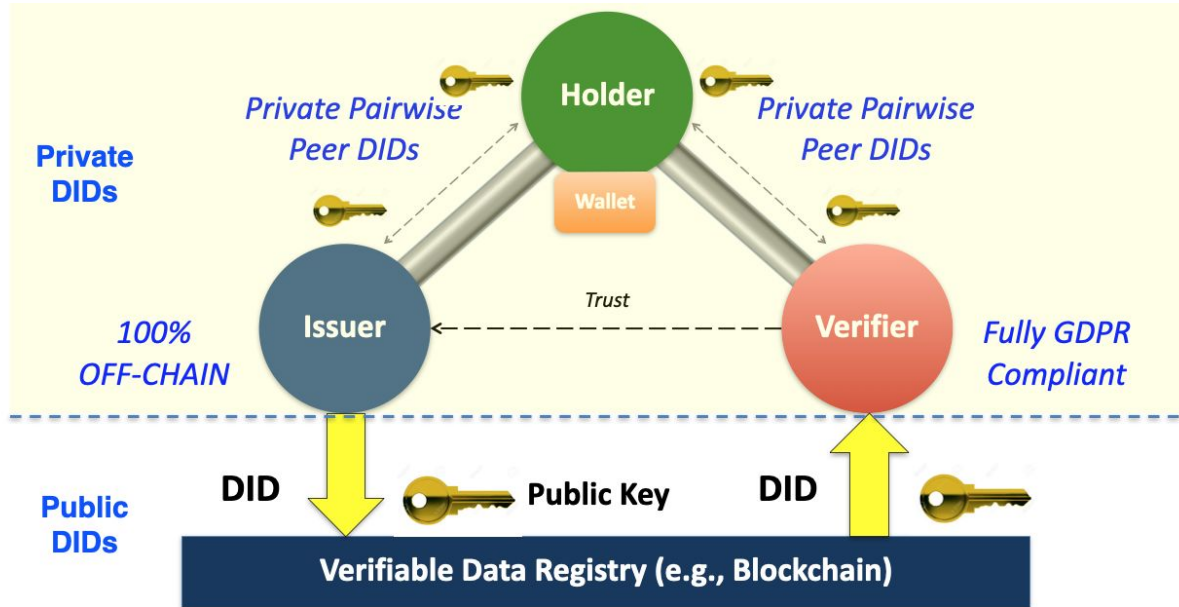 Holder
Private Pairwise
Peer DIDs
Private Pairwise
Peer DIDs
Private
DIDs
Wallet
Trust
Issuer
Verifier
100%
OFF-CHAIN
Fully GDPR
Compliant
DID
Public Key
DID
Public
DIDs
Verifiable Data Registry (e.g., Blockchain)